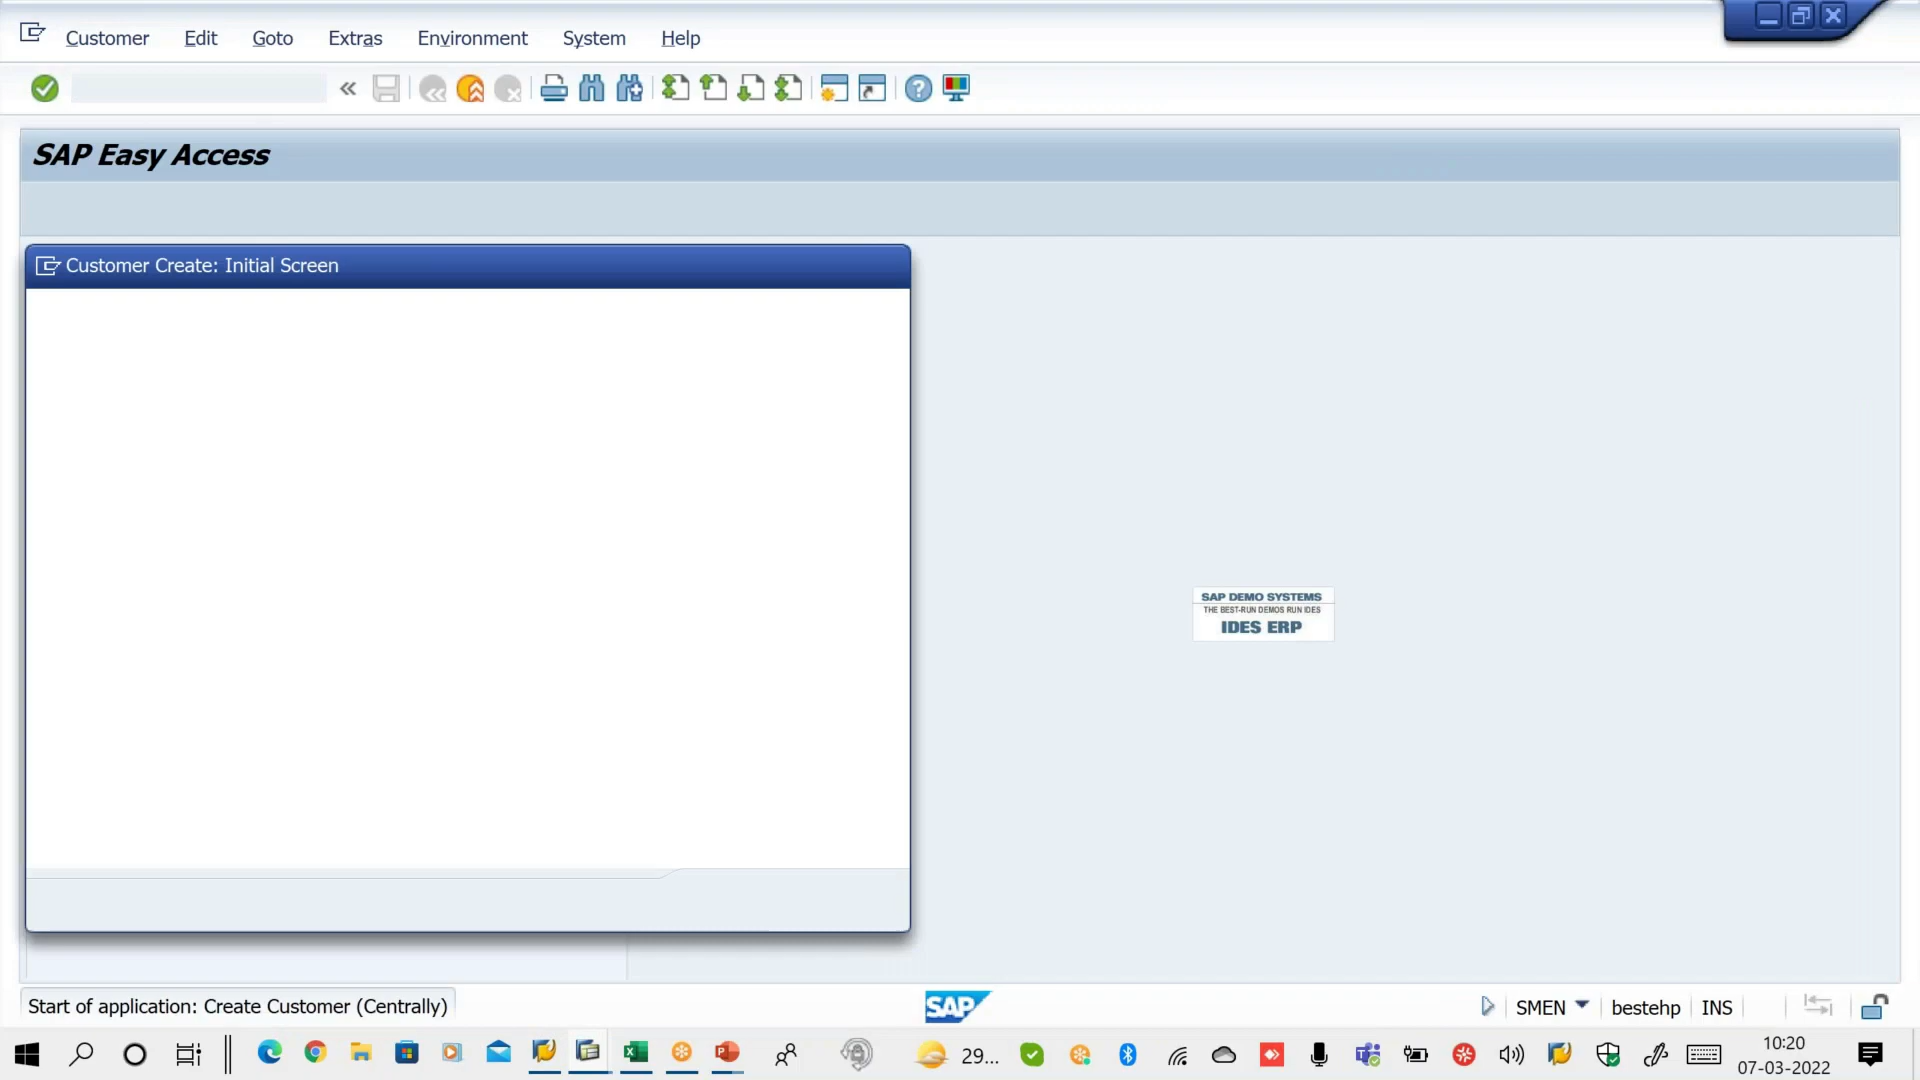 Customer Edit Goto Extras Environment System Help
SAP Easy Access
Customer Create: Initial Screen
SAP DEMO SYSTEMS
THE BEST-RUN DEMOS RUN IDES
IDES ERP
Start of application: Create Customer (Centrally)
SAP
SMEN bestehp INS
29...
10:20
07-03-2022